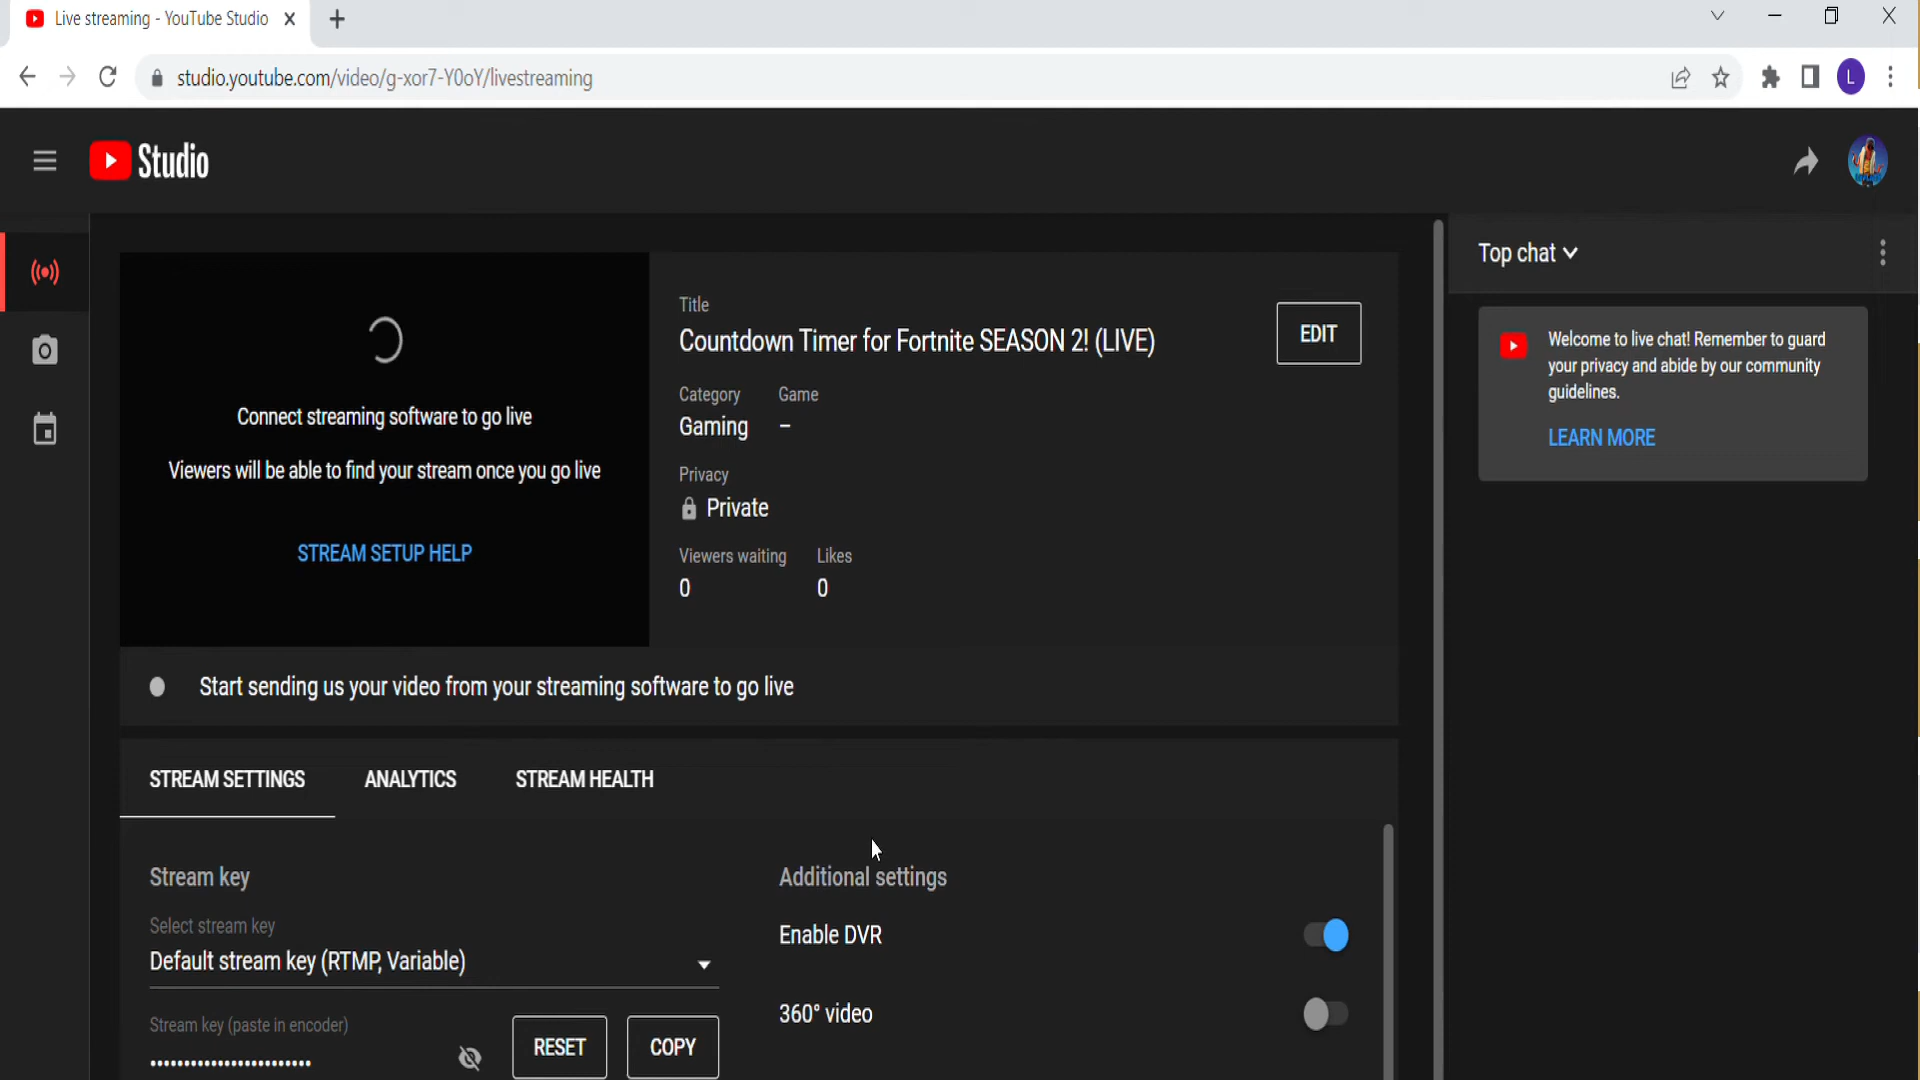 Live streaming - YouTube Studio
studio.youtube.com/video/g-xor7-Y0oY/livestreaming
L
Studio
Connect streaming software to go live
Viewers will be able to find your stream once you go live
STREAM SETUP HELP
Title
Countdown Timer for Fortnite SEASON 2! (LIVE)
EDIT
Category Game
Gaming –
Privacy
Private
Viewers waiting Likes
0 0
Top chat
Welcome to live chat! Remember to guard
your privacy and abide by our community
guidelines.
LEARN MORE
Start sending us your video from your streaming software to go live
STREAM SETTINGS ANALYTICS STREAM HEALTH
Stream key
Select stream key
Default stream key (RTMP, Variable)
Stream key (paste in encoder)
••••••••••••••••••••••••
RESET COPY
Additional settings
Enable DVR
360° video